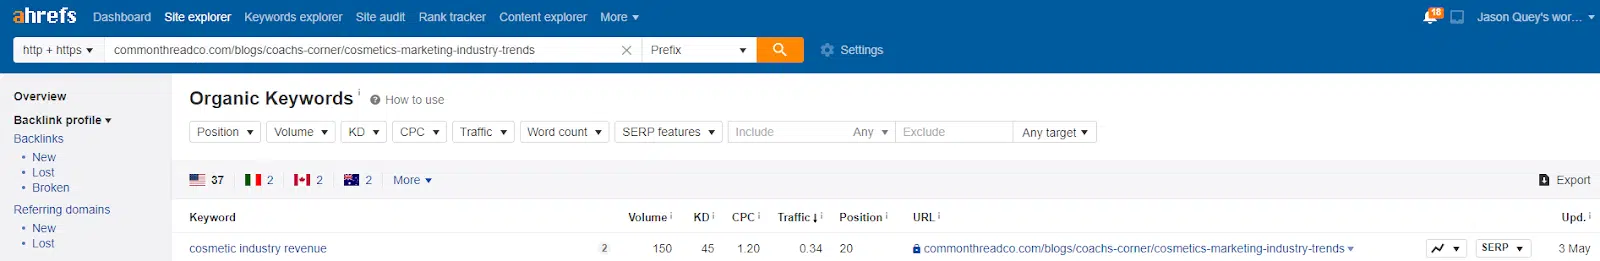 ahrefs Dashboard Site explorer Keywords explorer Site audit Rank tracker Content explorer More 18 Jason Quey's wor...
http + https commonthreadco.com/blogs/coachs-corner/cosmetics-marketing-industry-trends Prefix Settings
Overview
Backlink profile
Backlinks
New
Lost
Broken
Referring domains
New
Lost
Organic Keywords i ? How to use
Position Volume KD CPC Traffic Word count SERP features Include Any Exclude Any target
37 2 2 2 More Export
Keyword Volume i KD i CPC i Traffic i Position i URL i Upd. i
cosmetic industry revenue 2 150 45 1.20 0.34 20 commonthreadco.com/blogs/coachs-corner/cosmetics-marketing-industry-trends SERP 3 May